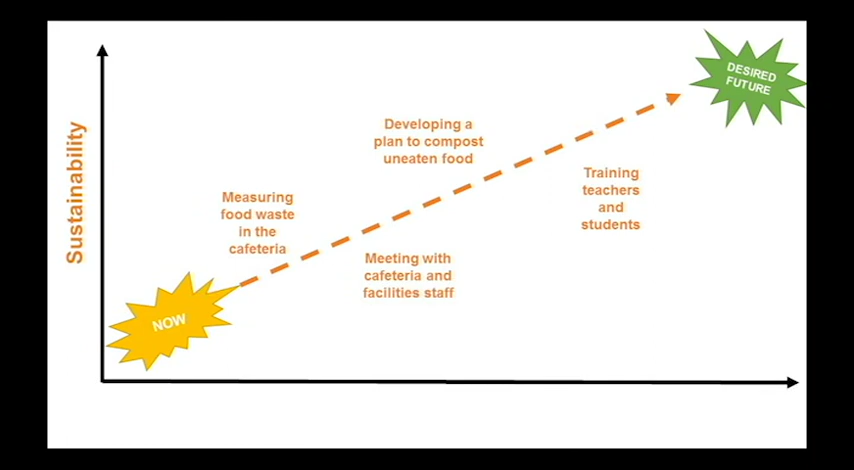 DESIRED
FUTURE
Developing a
plan to compost
uneaten food
Training
teachers
and
students
Measuring
food waste
in the
cafeteria
Meeting with
cafeteria and
facilities staff
Sustainability
NOW